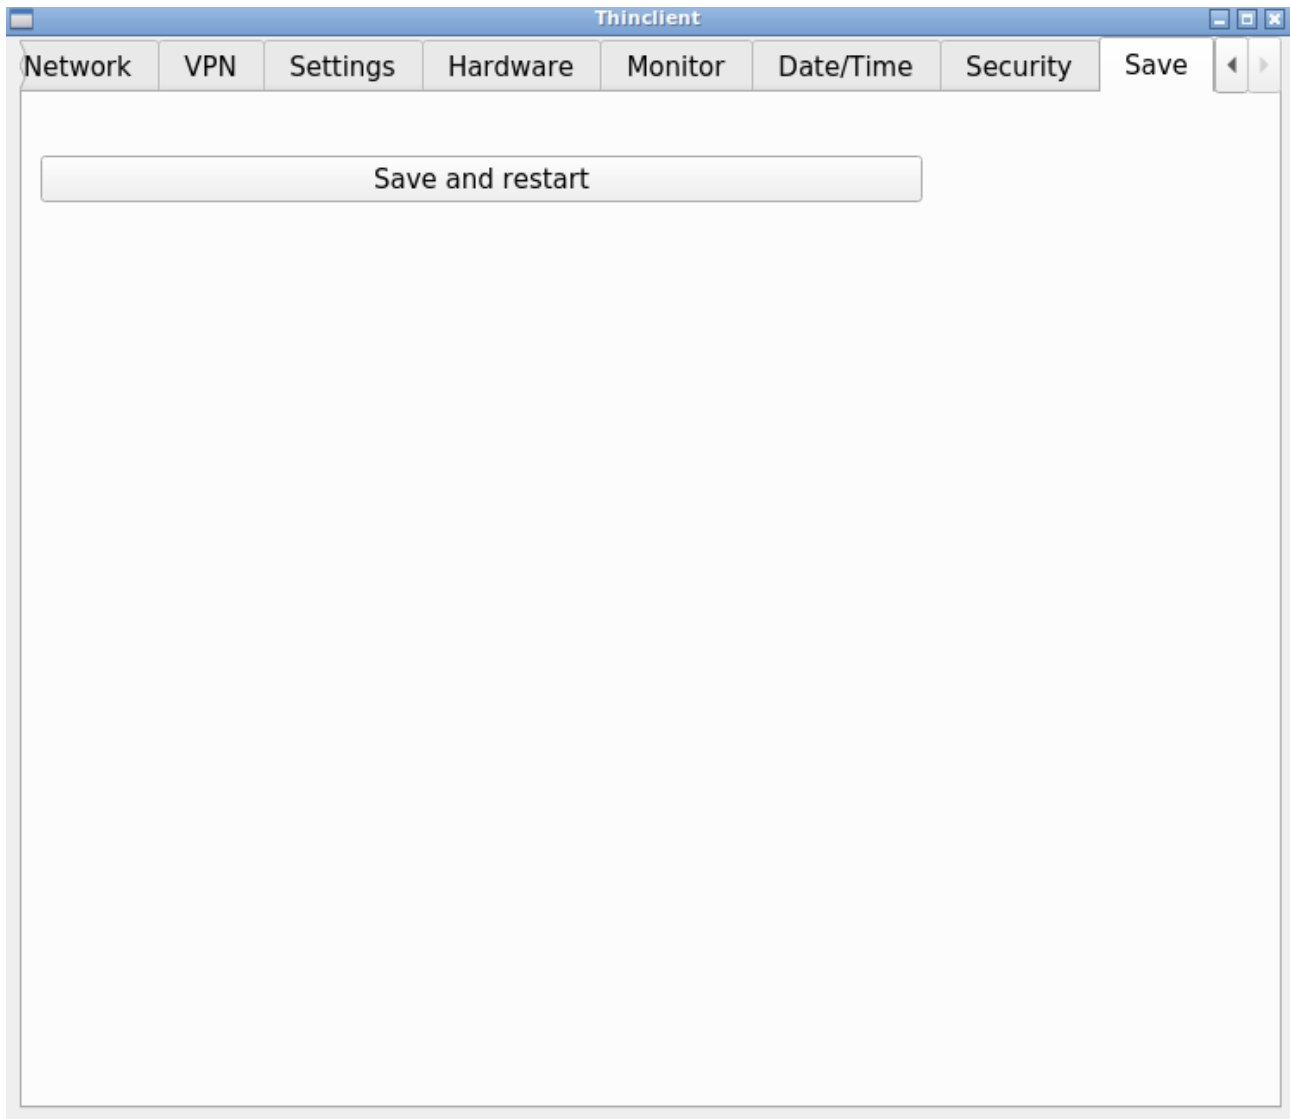 Thinclient
Network VPN Settings Hardware Monitor Date/Time Security Save
Save and restart